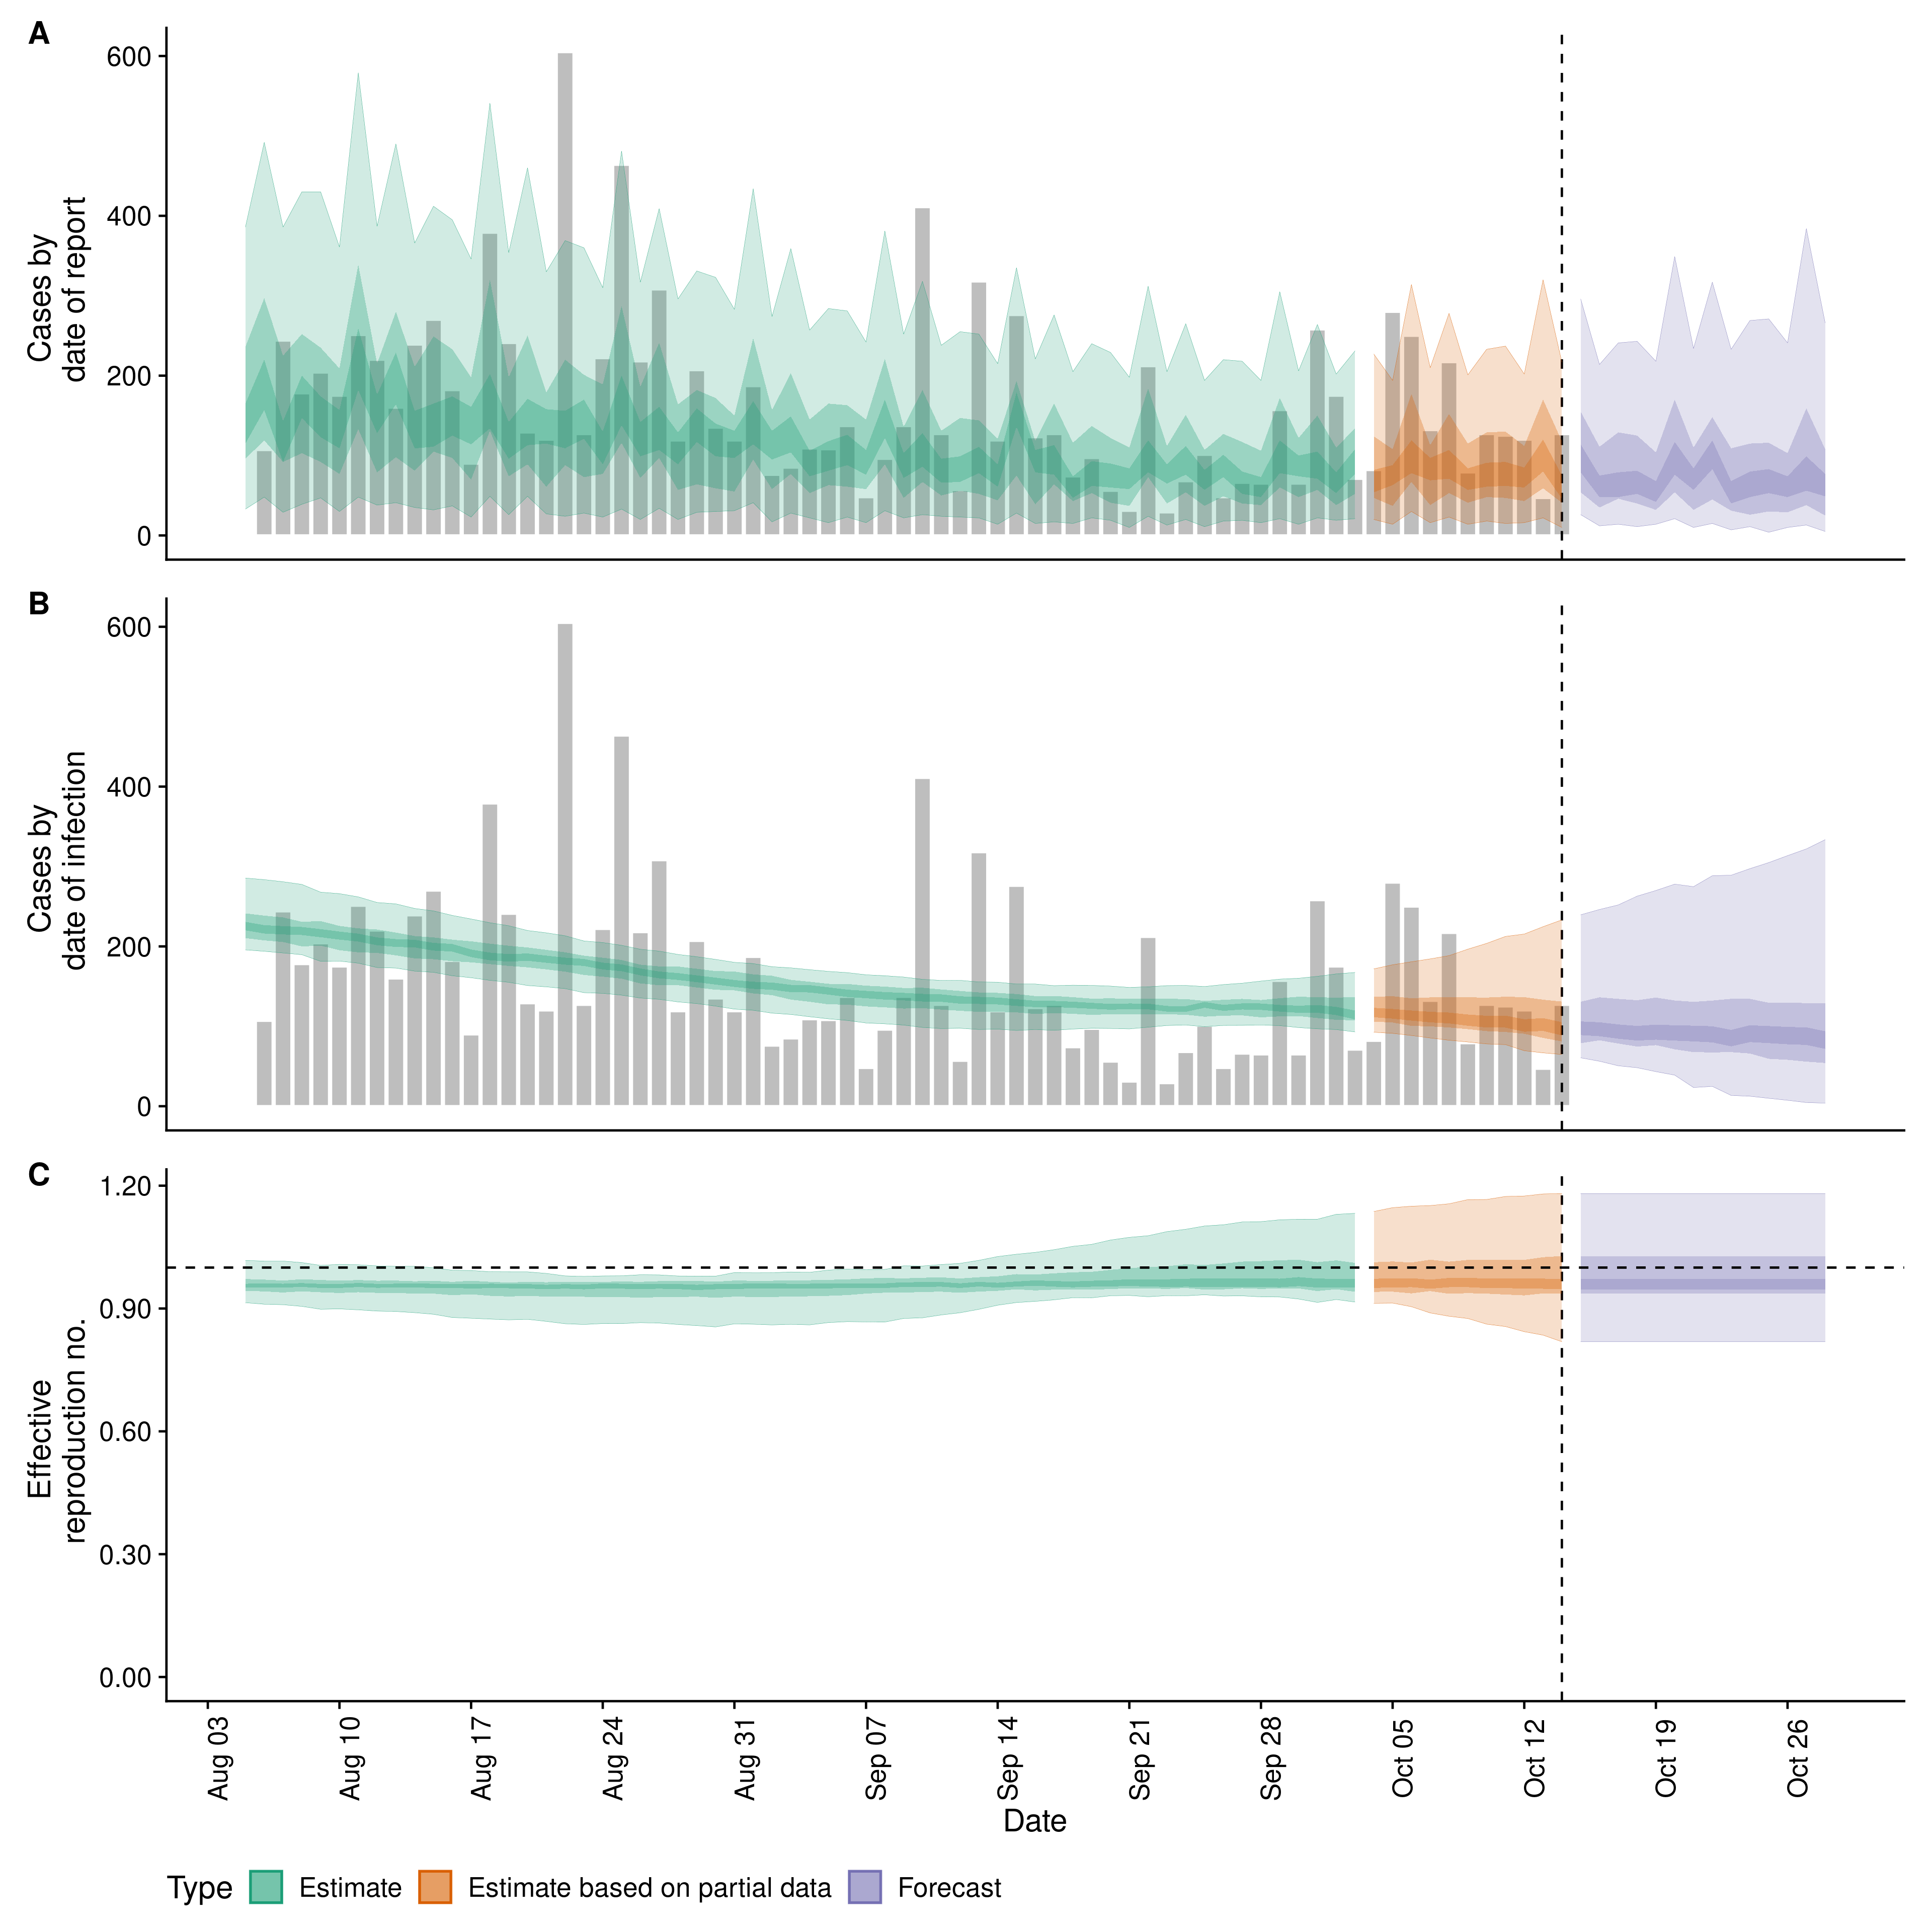 A
Cases by
date of report
600
400
200
0
B
Cases by
date of infection
600
400
200
0
C
Effective
reproduction no.
1.20
0.90
0.60
0.30
0.00
Aug 03
Aug 10
Aug 17
Aug 24
Aug 31
Sep 07
Sep 14
Sep 21
Sep 28
Oct 05
Oct 12
Oct 19
Oct 26
Date
Type Estimate Estimate based on partial data Forecast